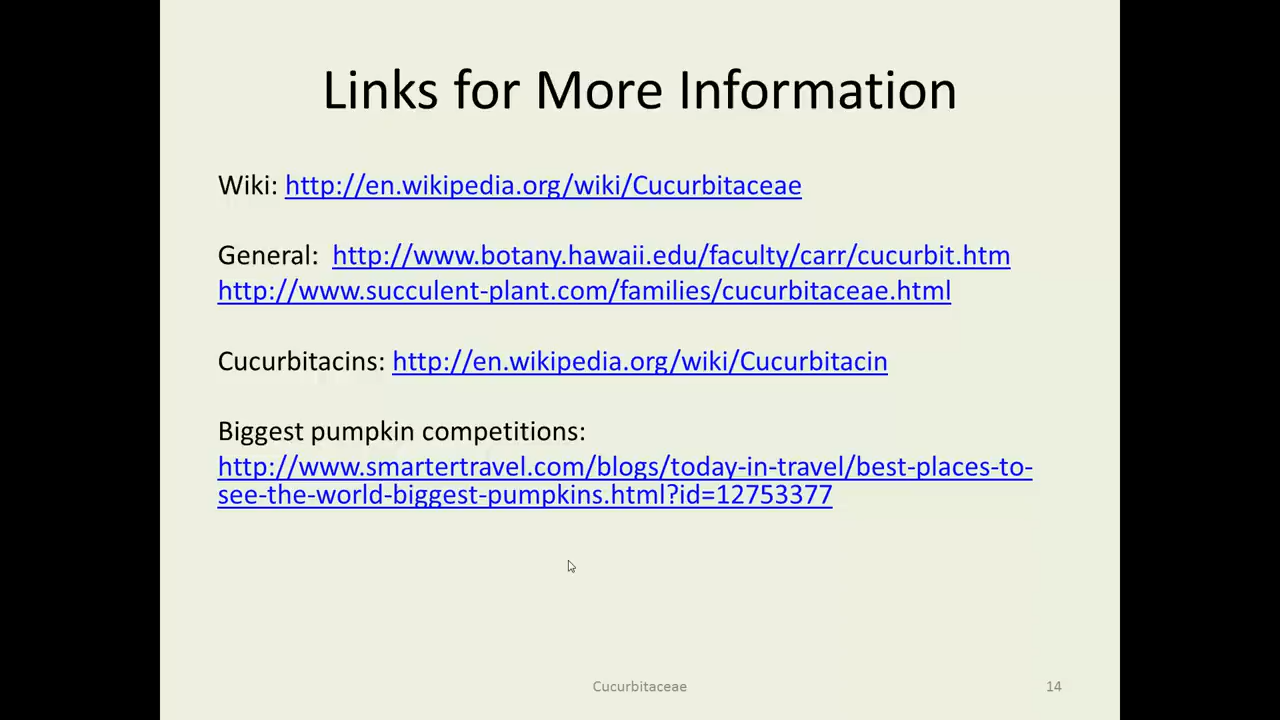 Links for More Information
Wiki: http://en.wikipedia.org/wiki/Cucurbitaceae
General: http://www.botany.hawaii.edu/faculty/carr/cucurbit.htm
http://www.succulent-plant.com/families/cucurbitaceae.html
Cucurbitacins: http://en.wikipedia.org/wiki/Cucurbitacin
Biggest pumpkin competitions:
http://www.smartertravel.com/blogs/today-in-travel/best-places-to-
see-the-world-biggest-pumpkins.html?id=12753377
Cucurbitaceae
14